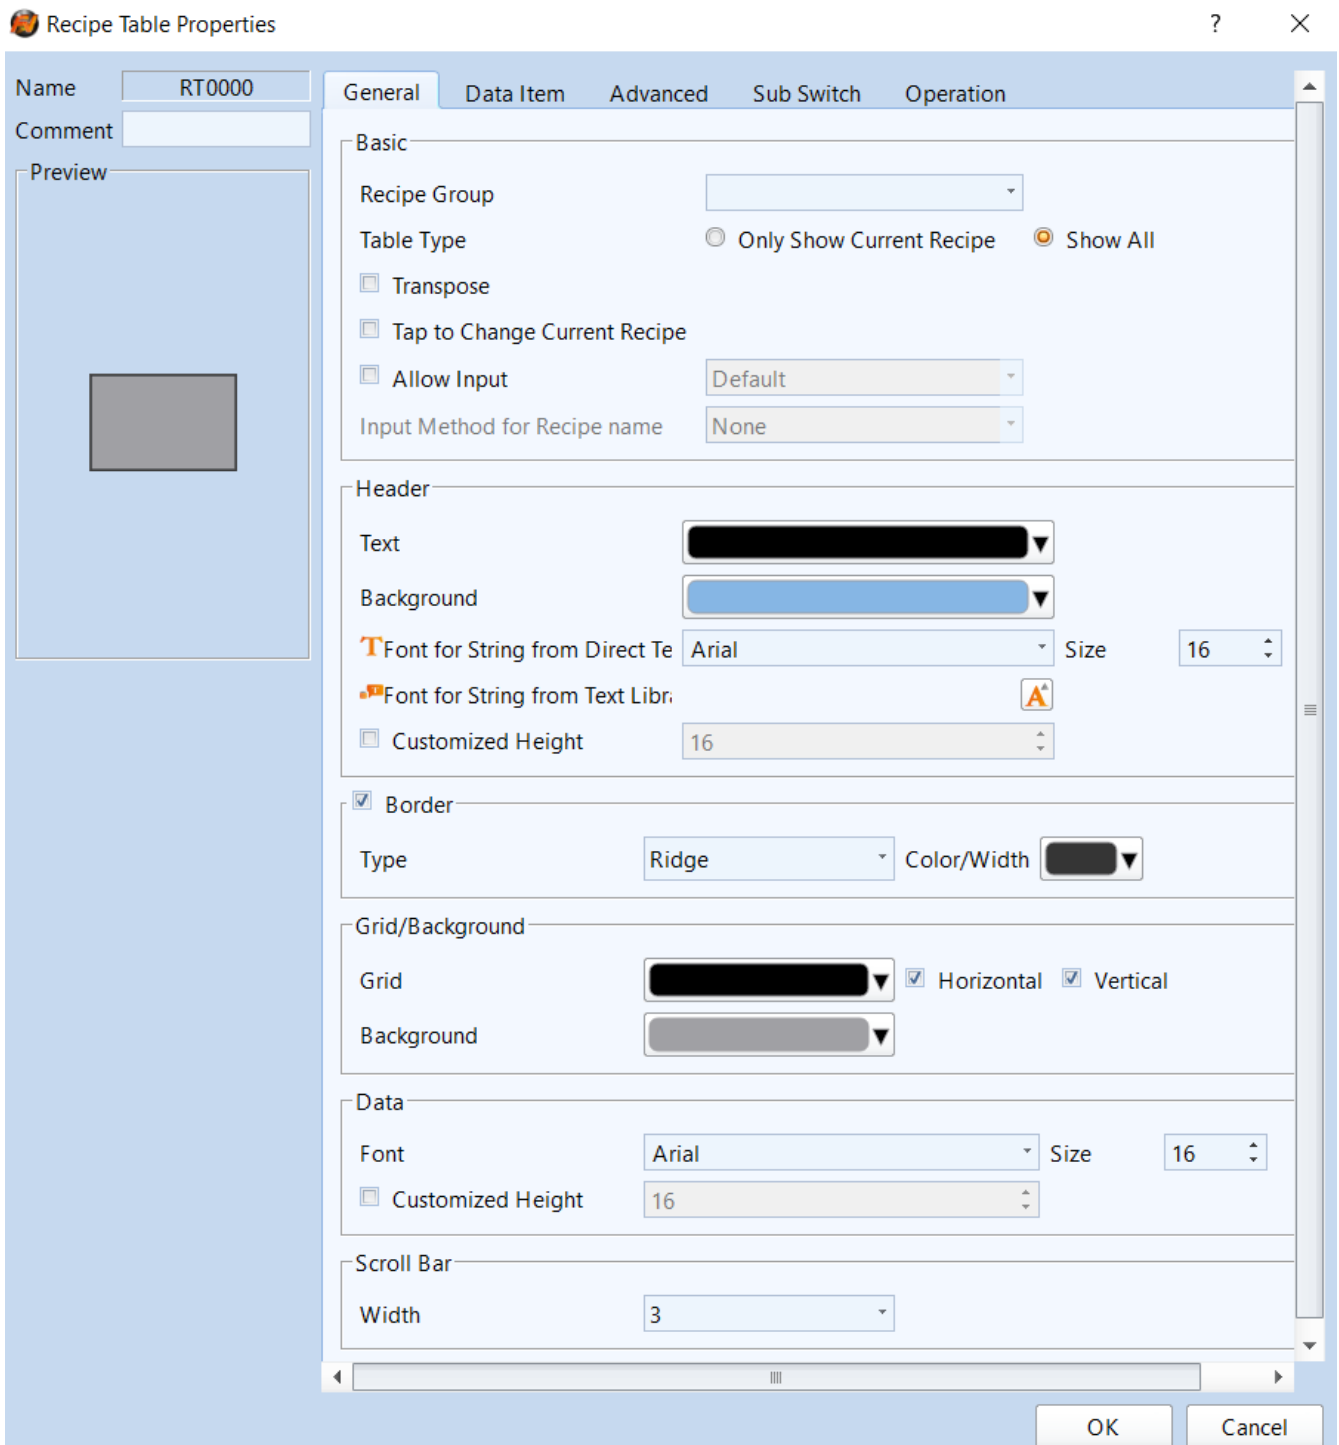 Recipe Table Properties
?
Name RT0000
Comment
Preview
General Data Item Advanced Sub Switch Operation
Basic
Recipe Group
Table Type Only Show Current Recipe Show All
Transpose
Tap to Change Current Recipe
Allow Input Default
Input Method for Recipe name None
Header
Text
Background
Font for String from Direct Te Arial Size 16
Font for String from Text Libra
Customized Height 16
Border
Type Ridge Color/Width
Grid/Background
Grid Horizontal Vertical
Background
Data
Font Arial Size 16
Customized Height 16
Scroll Bar
Width 3
OK Cancel